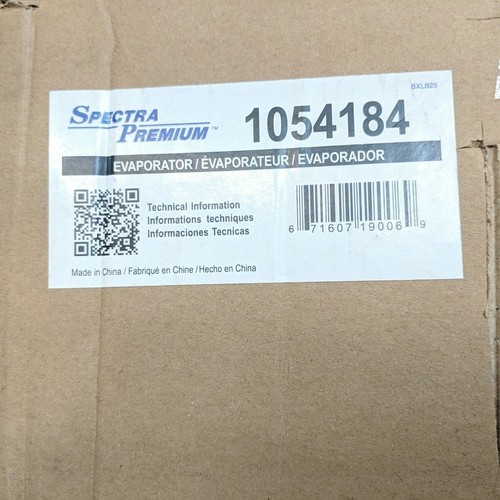 BXLB25
SPECTRA
PREMIUM™
1054184
EVAPORATOR / ÉVAPORATEUR / EVAPORADOR
Technical Information
Informations techniques
Informaciones Tecnicas
6 71607 19006 9
Made in China / Fabriqué en Chine / Hecho en China